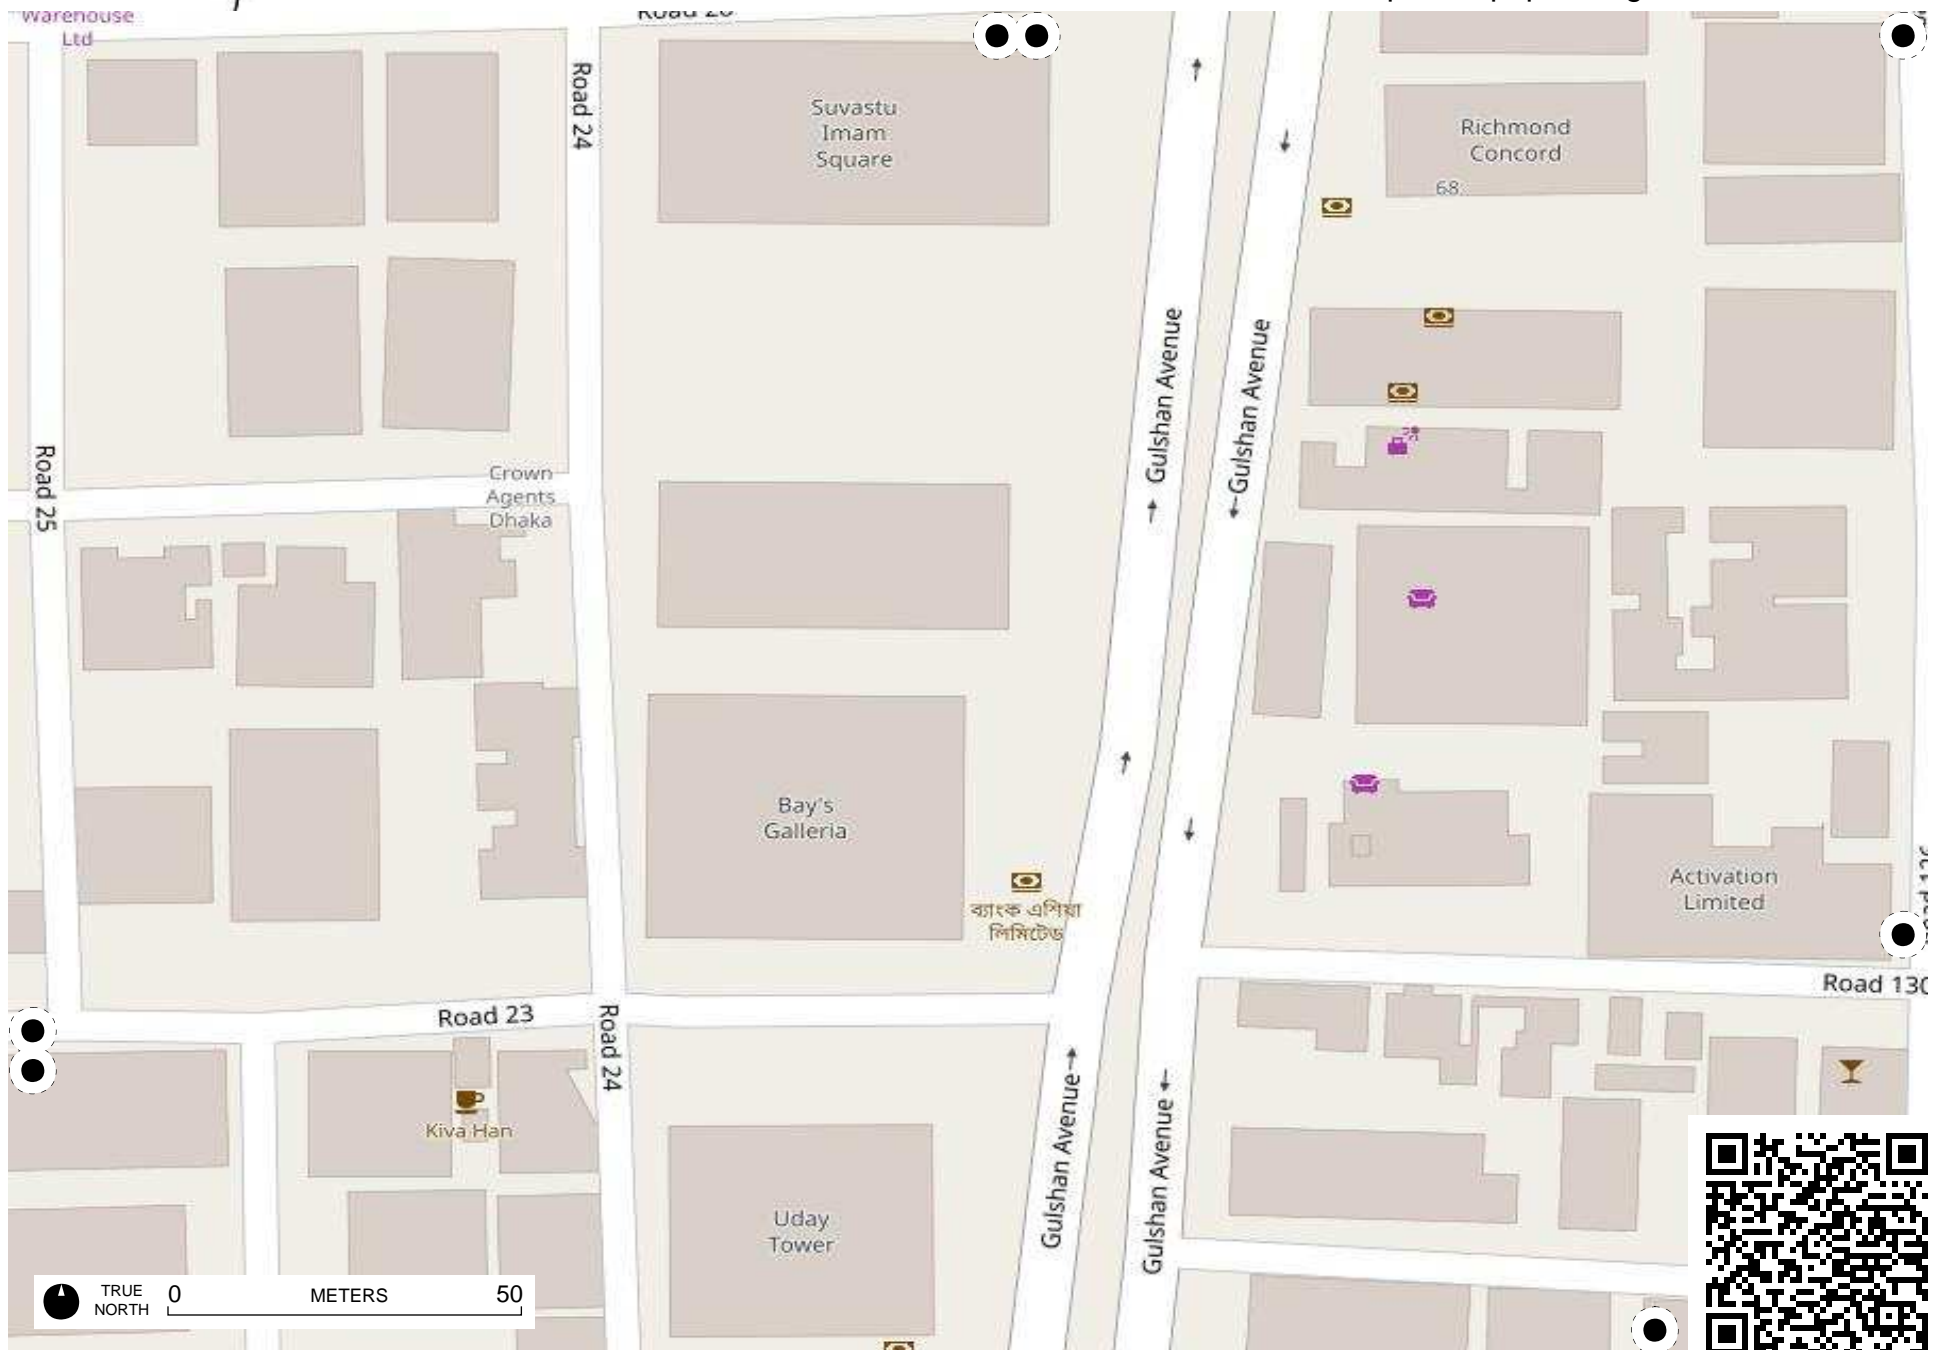 Warehouse
Ltd
Road 24
Suvastu
Imam
Square
Richmond
Concord
68
Gulshan Avenue
Gulshan Avenue
Road 25
Crown
Agents
Dhaka
Bay's
Galleria
ব্যাংক এশিয়া
লিমিটেড
Activation
Limited
Road 130
Road 23
Road 24
Kiva Han
Gulshan Avenue
Gulshan Avenue
Uday
Tower
TRUE
NORTH
0 METERS 50